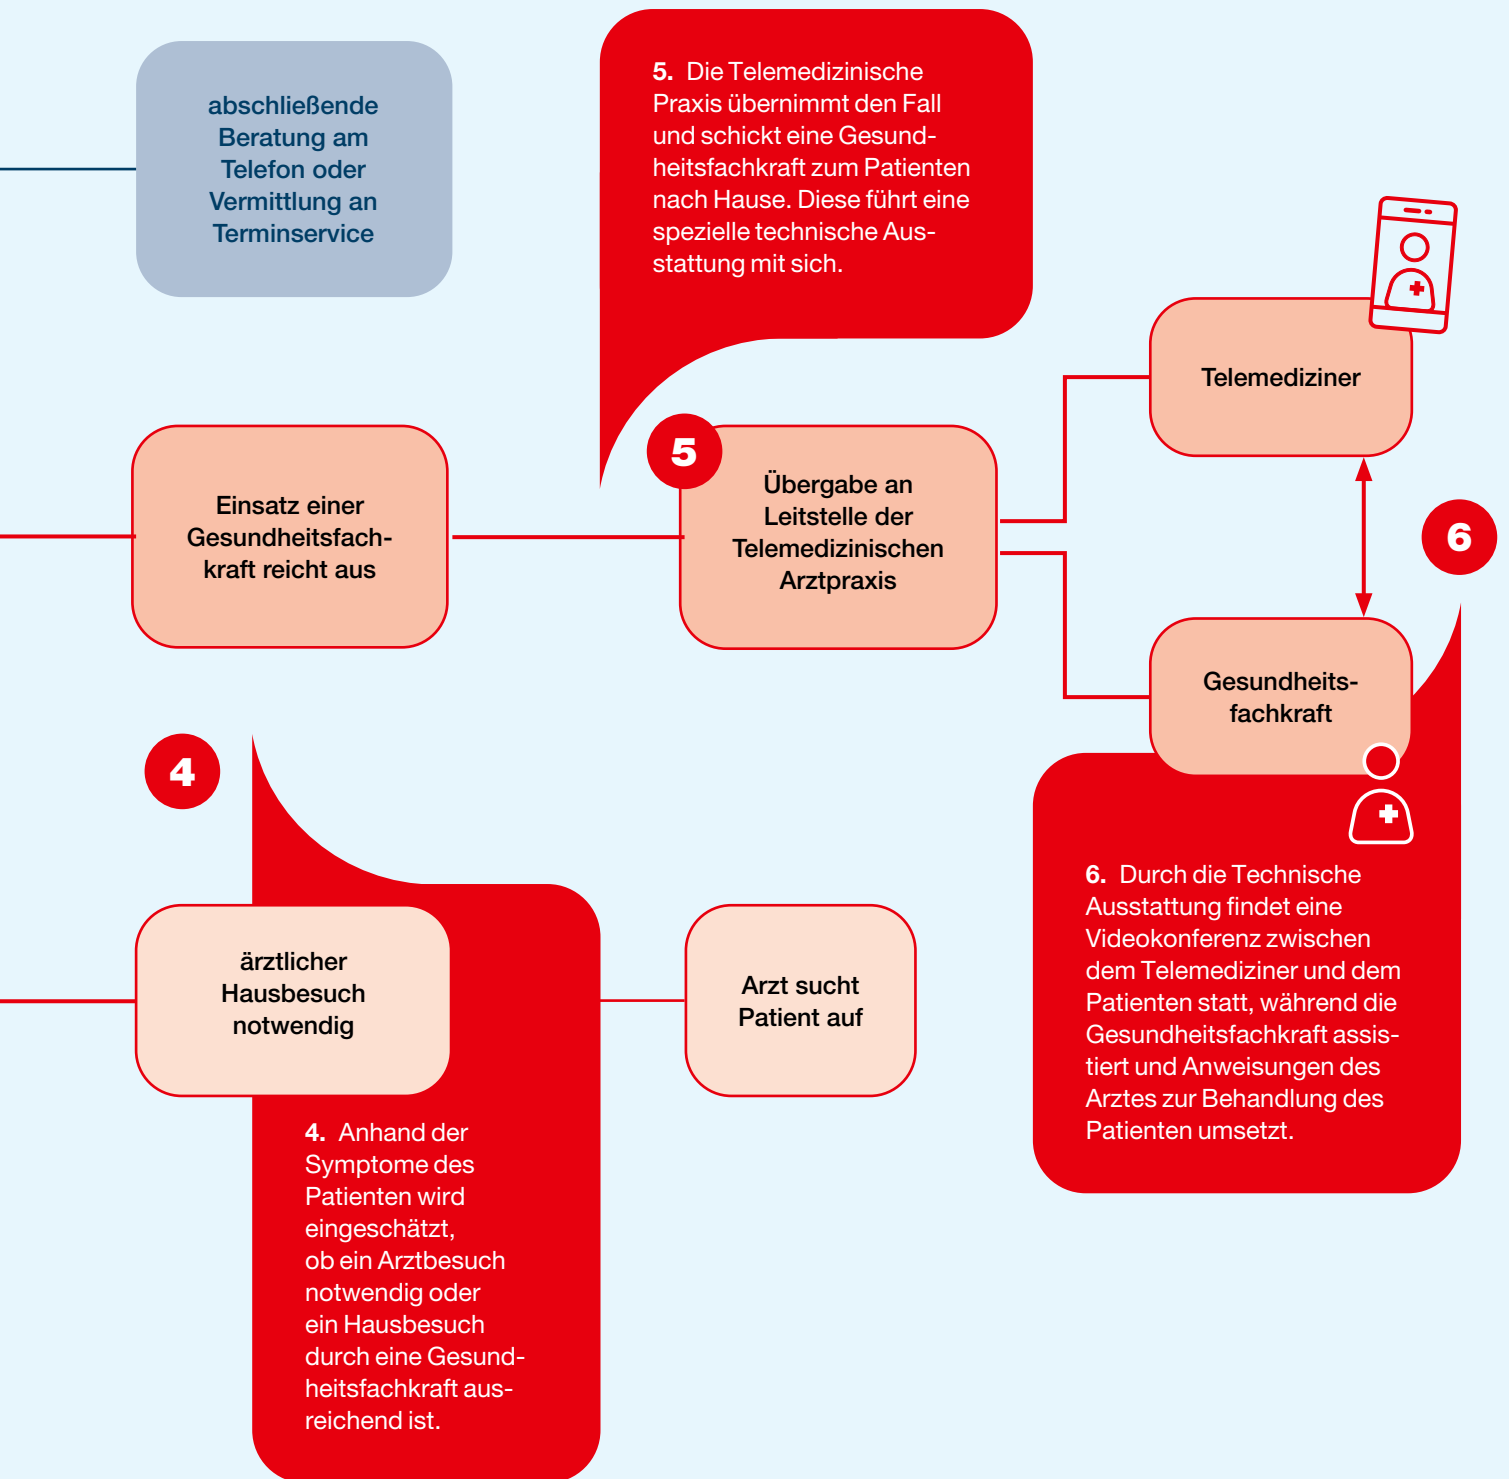 abschließende
Beratung am
Telefon oder
Vermittlung an
Terminservice
5. Die Telemedizinische
Praxis übernimmt den Fall
und schickt eine Gesund-
heitsfachkraft zum Patienten
nach Hause. Diese führt eine
spezielle technische Aus-
stattung mit sich.
Telemediziner
Einsatz einer
Gesundheitsfach-
kraft reicht aus
5
Übergabe an
Leitstelle der
Telemedizinischen
Arztpraxis
6
Gesundheits-
fachkraft
4
ärztlicher
Hausbesuch
notwendig
Arzt sucht
Patient auf
4. Anhand der
Symptome des
Patienten wird
eingeschätzt,
ob ein Arztbesuch
notwendig oder
ein Hausbesuch
durch eine Gesund-
heitsfachkraft aus-
reichend ist.
6. Durch die Technische
Ausstattung findet eine
Videokonferenz zwischen
dem Telemediziner und dem
Patienten statt, während die
Gesundheitsfachkraft assis-
tiert und Anweisungen des
Arztes zur Behandlung des
Patienten umsetzt.